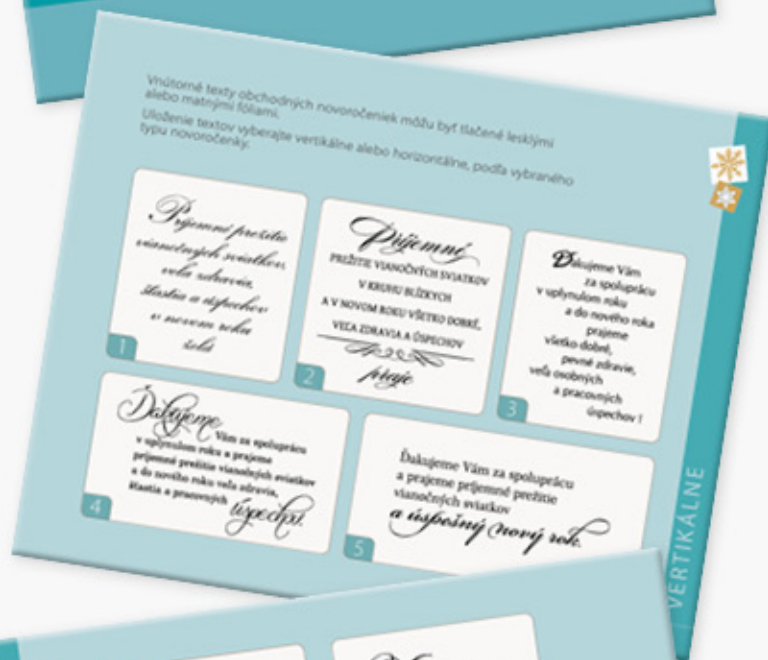 Vnútorné texty obchodných novoročeniek môžu byť tlačené lesklými
alebo matnými fóliami.
Uloženie textov vyberajte vertikálne alebo horizontálne, podľa vybraného
typu novoročenky.
Príjemné prežitie
vianočných sviatkov,
veľa zdravia,
šťastia a úspechov
v novom roku
želá
1
Príjemné
PREŽITIE VIANOČNÝCH SVIATKOV
V KRUHU BLÍZKYCH
A V NOVOM ROKU VŠETKO DOBRÉ,
VEĽA ZDRAVIA A ÚSPECHOV
praje
2
Ďakujeme Vám
za spoluprácu
v uplynulom roku
a do nového roka
prajeme
všetko dobré,
pevné zdravie,
veľa osobných
a pracovných
úspechov !
3
Ďakujeme
Vám za spoluprácu
v uplynulom roku a prajeme
príjemné prežitie vianočných sviatkov
a do nového roku veľa zdravia,
šťastia a pracovných
úspechov.
4
Ďakujeme Vám za spoluprácu
a prajeme príjemné prežitie
vianočných sviatkov
a úspešný nový rok.
5
VERTIKÁLNE